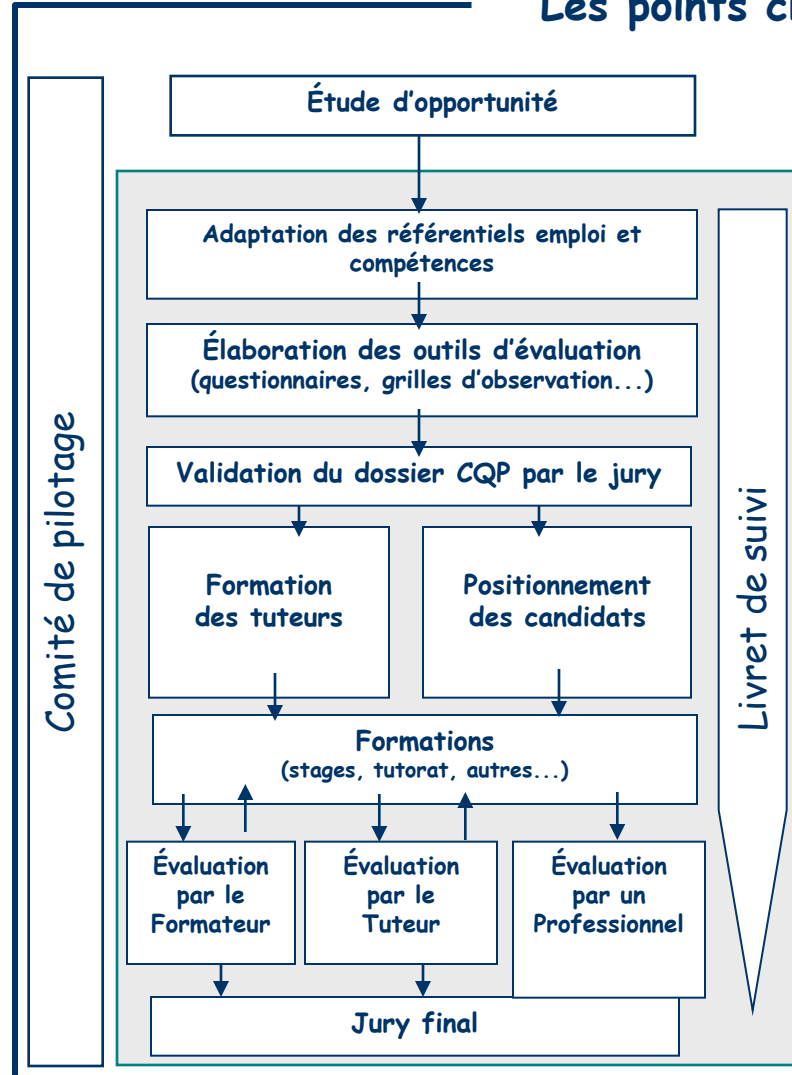 Les points
Étude d'opportunité
Comité de pilotage
Adaptation des référentiels emploi et
compétences
Élaboration des outils d'évaluation
(questionnaires, grilles d'observation...)
Validation du dossier CQP par le jury
Formation
des tuteurs
Positionnement
des candidats
Livret de suivi
Formations
(stages, tutorat, autres...)
Évaluation
par le
Formateur
Évaluation
par le
Tuteur
Évaluation
par un
Professionnel
Jury final